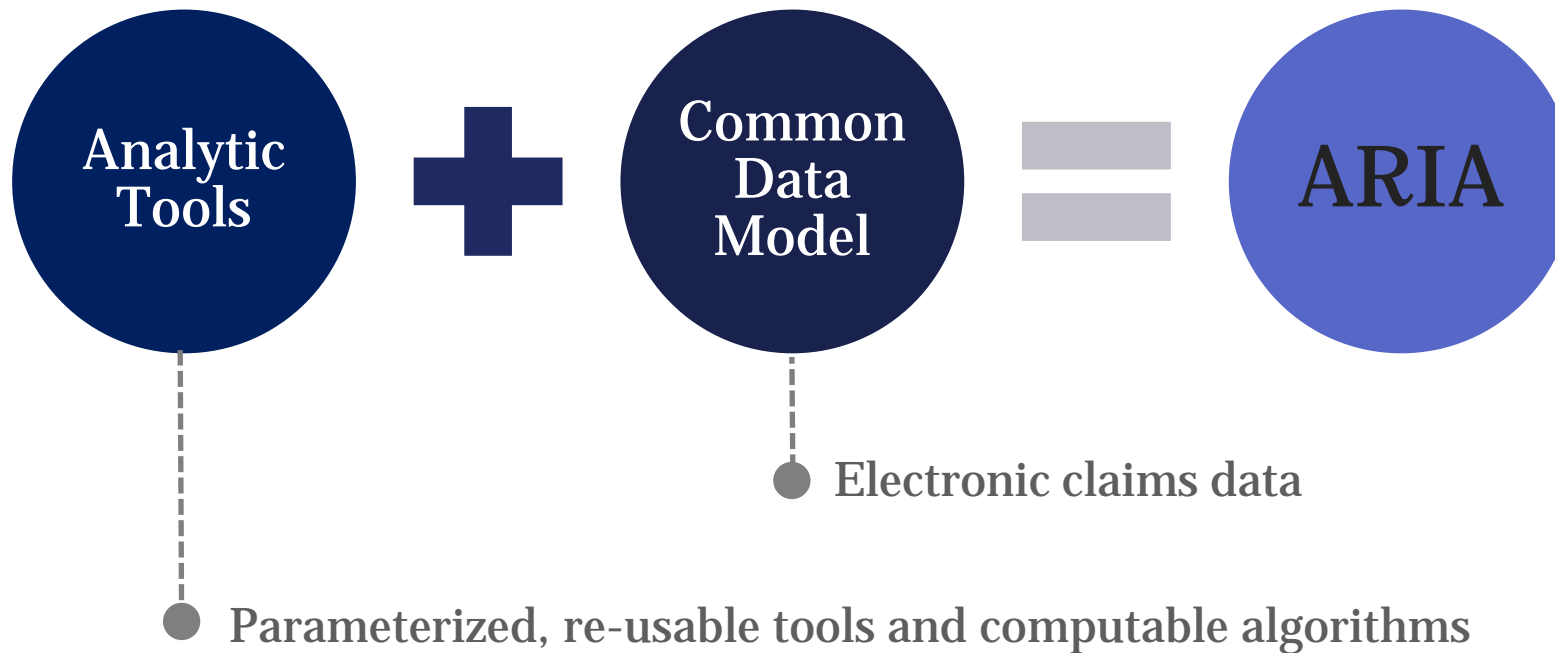 Analytic
Tools
Common
Data
Model
ARIA
Electronic claims data
Parameterized, re-usable tools and computable algorithms